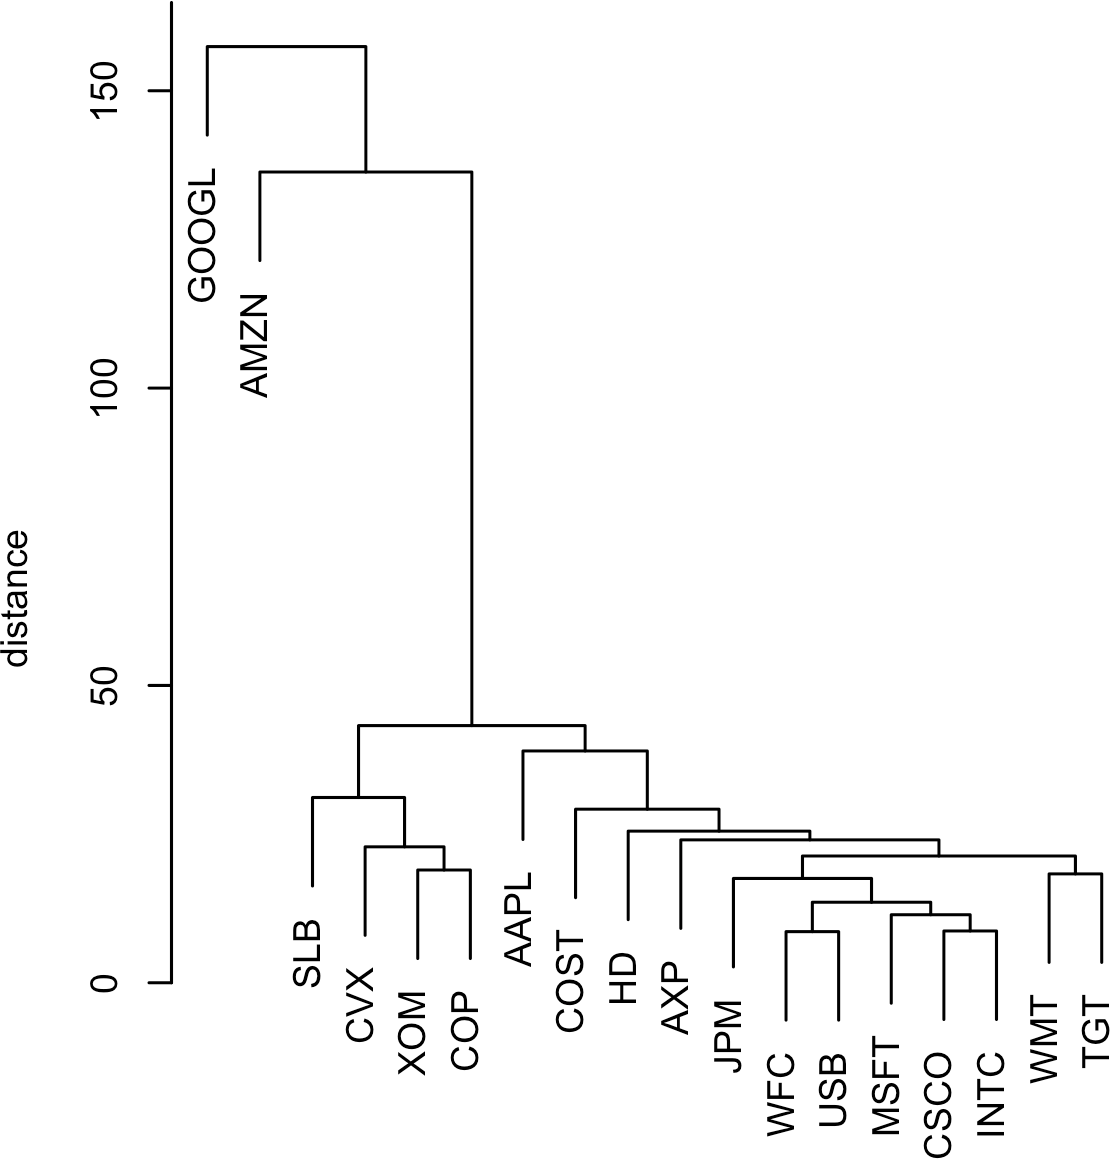 distance
150
100
50
0
GOOGL
AMZN
SLB
CVX
XOM
COP
AAPL
COST
HD
AXP
JPM
WFC
USB
MSFT
CSCO
INTC
WMT
TGT